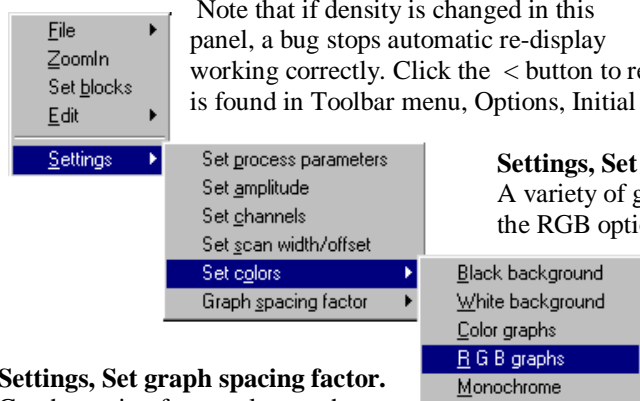 Note that if density is changed in this
panel, a bug stops automatic re-display
working correctly. Click the < button to
is found in Toolbar menu, Options, Initial
File
ZoomIn
Set blocks
Edit
Settings
Set process parameters
Set amplitude
Set channels
Set scan width/offset
Set colors
Graph spacing factor
Settings, Set
A variety of
the RGB
Black background
White background
Color graphs
R G B graphs
Monochrome
Settings, Set graph spacing factor.